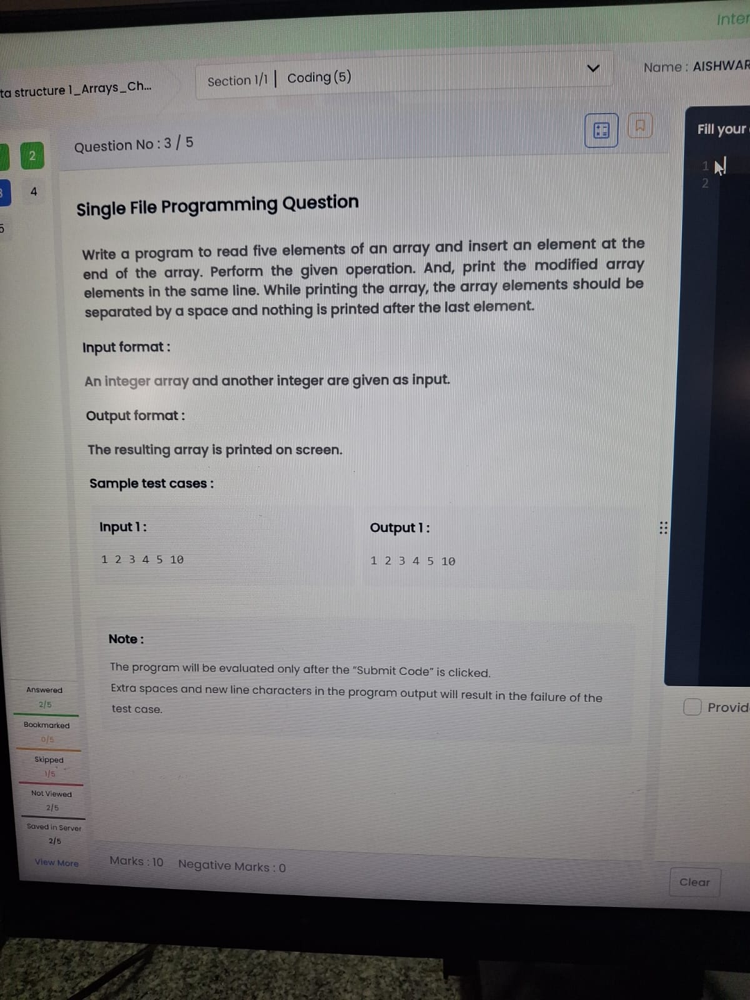 Inter
ta structure 1_Arrays_Ch...
Section 1/1 | Coding (5)
Name : AISHWAR
2
Question No : 3 / 5
Fill your
1
4
2
Single File Programming Question
5
Write a program to read five elements of an array and insert an element at the
end of the array. Perform the given operation. And, print the modified array
elements in the same line. While printing the array, the array elements should be
separated by a space and nothing is printed after the last element.
Input format :
An integer array and another integer are given as input.
Output format :
The resulting array is printed on screen.
Sample test cases :
Input 1 :
Output 1 :
1 2 3 4 5 10
1 2 3 4 5 10
Note :
The program will be evaluated only after the “Submit Code” is clicked.
Extra spaces and new line characters in the program output will result in the failure of the
test case.
Answered
2/5
Bookmarked
0/5
Skipped
1/5
Not Viewed
2/5
Saved in Server
2/5
View More
Provid
Marks : 10 Negative Marks : 0
Clear